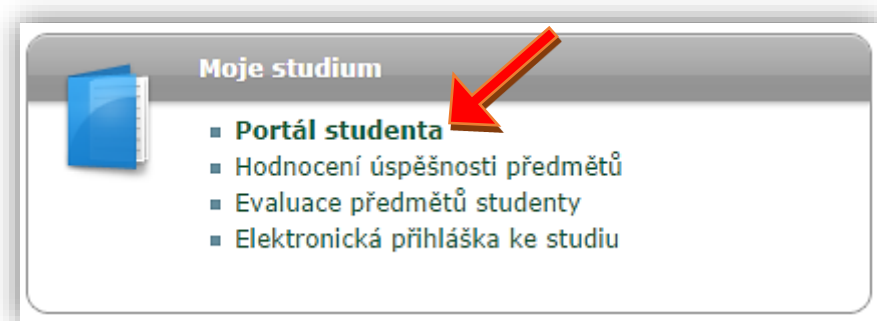 Moje studium
Portál studenta
Hodnocení úspěšnosti předmětů
Evaluace předmětů studenty
Elektronická přihláška ke studiu